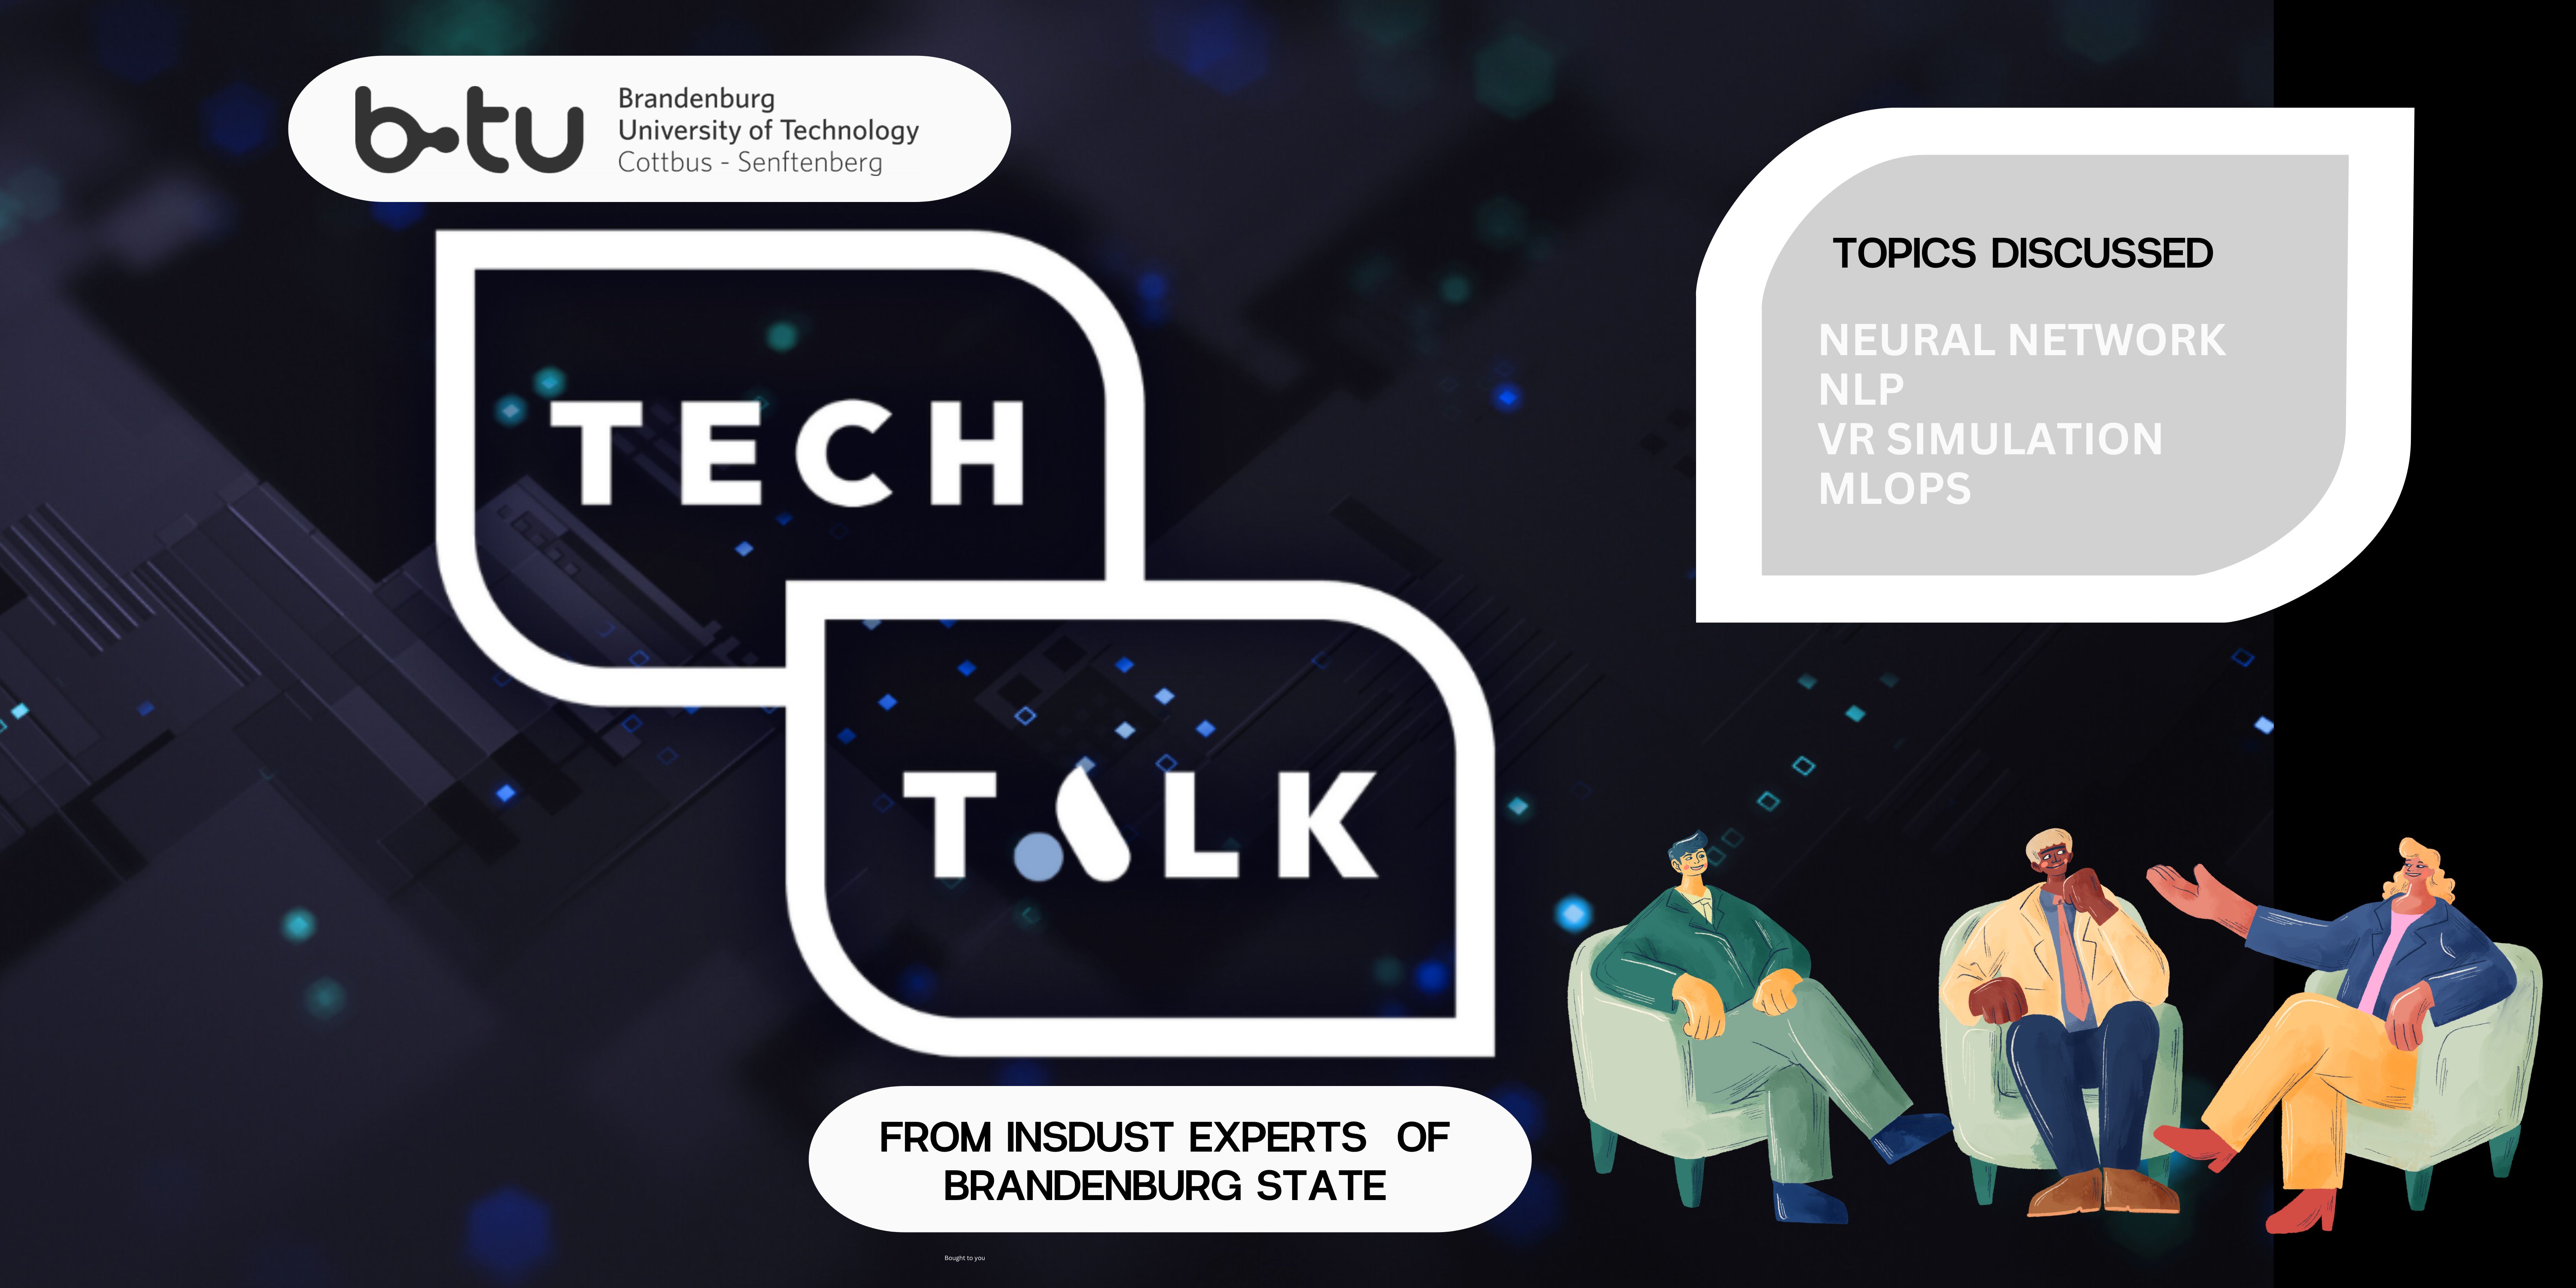 b-tu
Brandenburg
University of Technology
Cottbus - Senftenberg
TECH
TALK
FROM INSDUST EXPERTS OF
BRANDENBURG STATE
Bought to you
TOPICS DISCUSSED
NEURAL NETWORK
NLP
VR SIMULATION
MLOPS